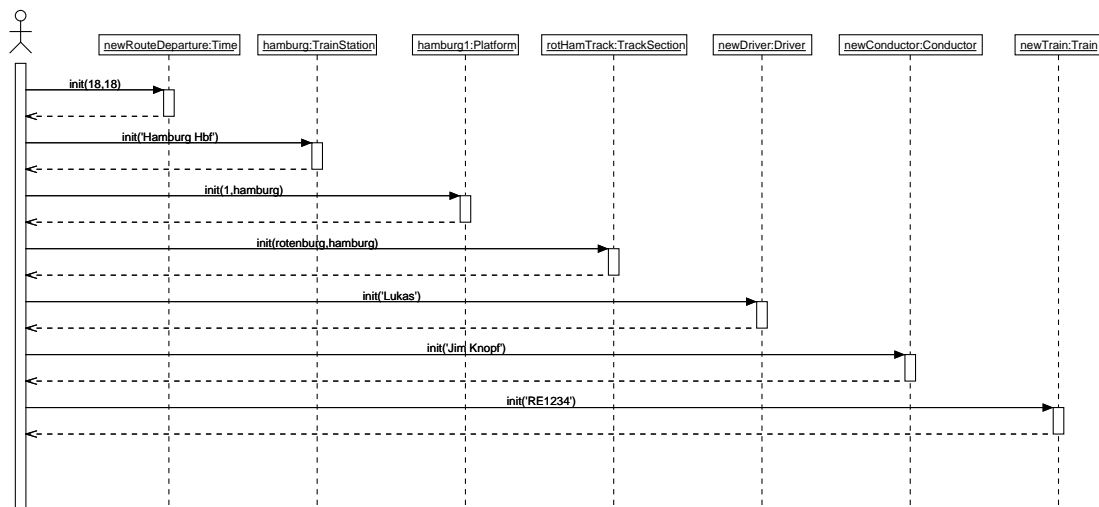 newRouteDeparture:Time
hamburg:TrainStation
hamburg1:Platform
rotHamTrack:TrackSection
newDriver:Driver
newConductor:Conductor
newTrain:Train
init(18,18)
init('Hamburg Hbf')
init(1,hamburg)
init(rotenburg,hamburg)
init('Lukas')
init('Jim Knopf')
init('RE1234')